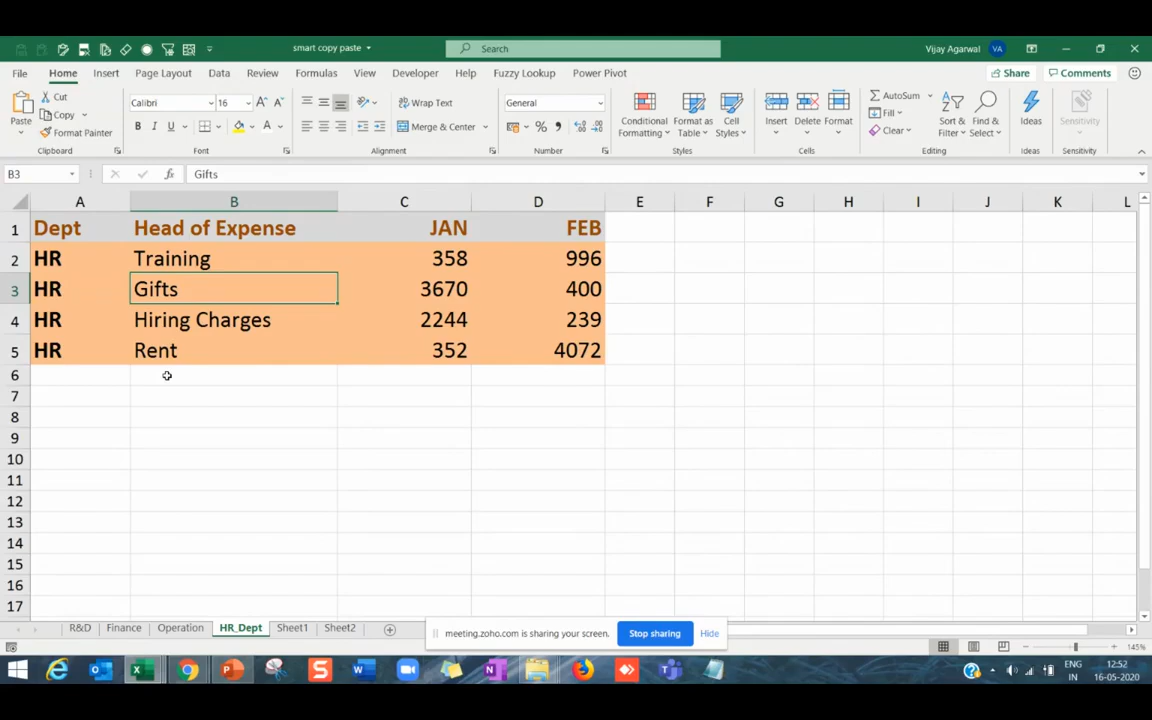 smart copy paste
Search
Vijay Agarwal VA
File Home Insert Page Layout Data Review Formulas View Developer Help Fuzzy Lookup Power Pivot Share Comments
Paste Cut Copy Format Painter
Clipboard
Calibri 16
B I U A
Font
Wrap Text
Merge & Center
Alignment
General
%
Number
Conditional Formatting
Format as Table
Cell Styles
Styles
Insert Delete Format
Cells
AutoSum
Fill
Clear
Sort & Filter
Find & Select
Editing
Ideas
Ideas
Sensitivity
Sensitivity
B3 fx Gifts
A B C D E F G H I J K L
1 Dept Head of Expense JAN FEB
2 HR Training 358 996
3 HR Gifts 3670 400
4 HR Hiring Charges 2244 239
5 HR Rent 352 4072
6
7
8
9
10
11
12
13
14
15
16
17
R&D Finance Operation HR_Dept Sheet1 Sheet2
meeting.zoho.com is sharing your screen. Stop sharing Hide
145%
ENG 12:52
IN 16-05-2020